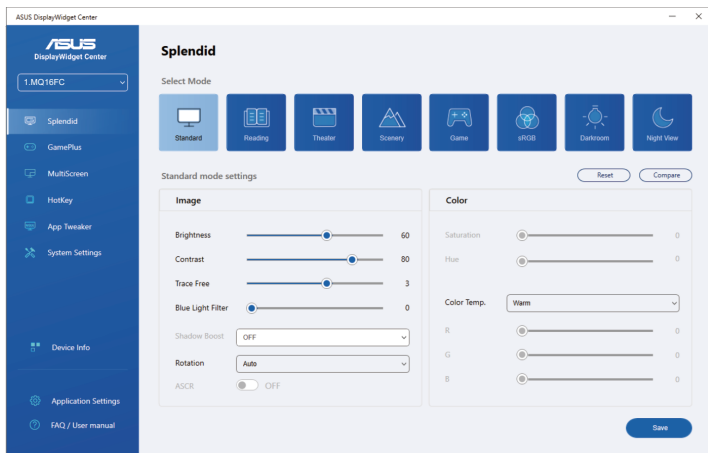 ASUS DisplayWidget Center
ASUS
DisplayWidget Center
1.MQ16FC
Splendid
GamePlus
MultiScreen
HotKey
App Tweaker
System Settings
Device Info
Application Settings
FAQ / User manual
Splendid
Select Mode
Standard
Reading
Theater
Scenery
Game
sRGB
Darkroom
Night View
Standard mode settings
Reset
Compare
Image
Brightness 60
Contrast 80
Trace Free 3
Blue Light Filter 0
Shadow Boost OFF
Rotation Auto
ASCR OFF
Color
Saturation 0
Hue 0
Color Temp. Warm
R 0
G 0
B 0
Save